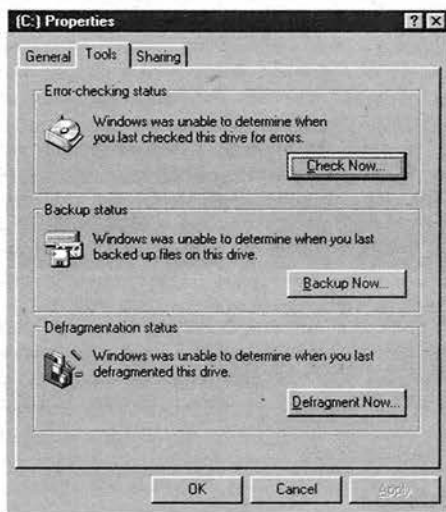 (C:) Properties
General Tools Sharing
Error-checking status
Windows was unable to determine when
you last checked this drive for errors.
Check Now...
Backup status
Windows was unable to determine when you last
backed up files on this drive.
Backup Now...
Defragmentation status
Windows was unable to determine when you last
defragmented this drive.
Defragment Now...
OK Cancel Apply